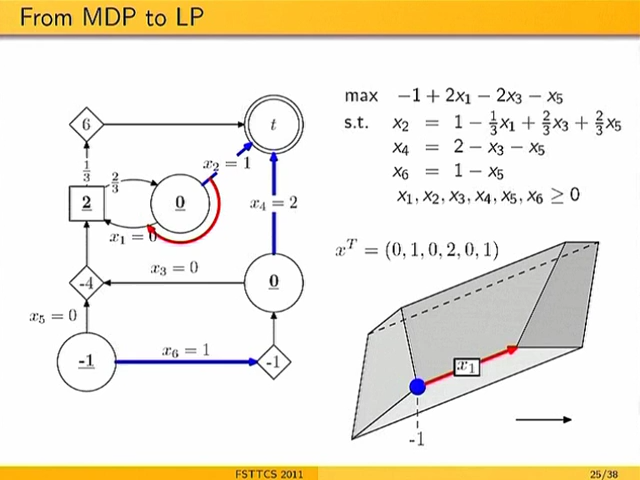 From MDP to LP
6
t
1/3
2/3
x₂ = 1
2
0
x₄ = 2
x₁ = 0
x₃ = 0
-4
0
x₅ = 0
x₆ = 1
-1
-1
max −1 + 2x₁ − 2x₃ − x₅
s.t. x₂ = 1 − 1/3x₁ + 2/3x₃ + 2/3x₅
x₄ = 2 − x₃ − x₅
x₆ = 1 − x₅
x₁, x₂, x₃, x₄, x₅, x₆ ≥ 0
xᵀ = (0, 1, 0, 2, 0, 1)
x₁
-1
FSTTCS 2011 25/38